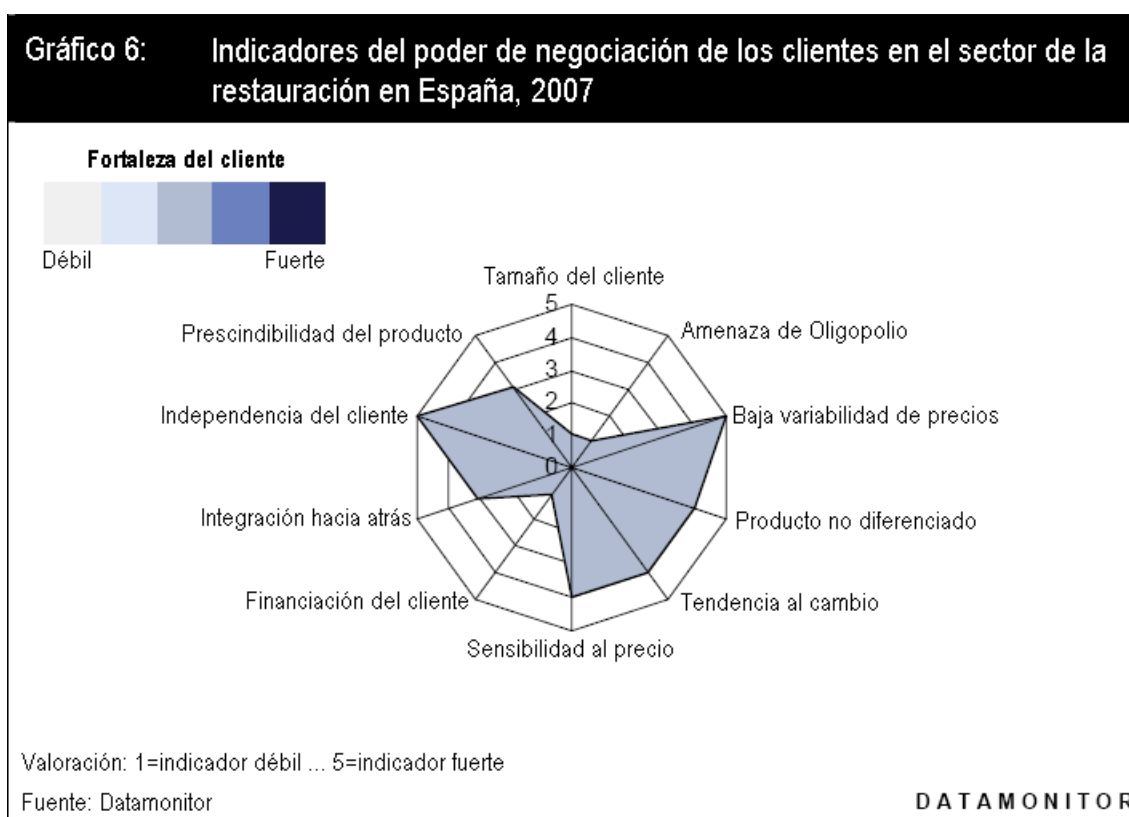 Gráfico 6: Indicadores del poder de negociación de los clientes en el sector de la
restauración en España, 2007
Fortaleza del cliente
Débil Fuerte
Tamaño del cliente
Prescindibilidad del producto
Amenaza de Oligopolio
Independencia del cliente
Baja variabilidad de precios
Integración hacia atrás
Producto no diferenciado
Financiación del cliente
Tendencia al cambio
Sensibilidad al precio
5
4
3
2
1
0
Valoración: 1=indicador débil ... 5=indicador fuerte
Fuente: Datamonitor
DATAMONITOR